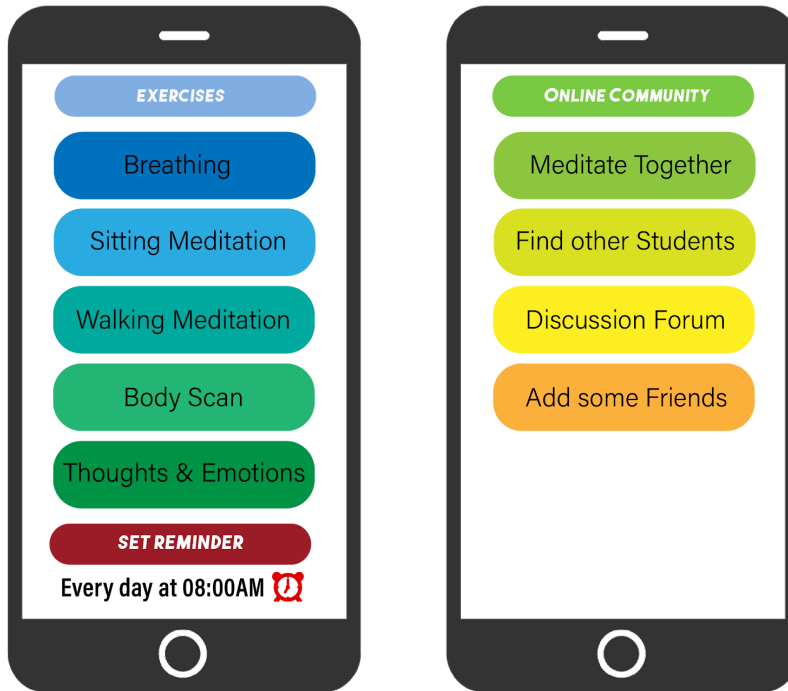 EXERCISES
Breathing
Sitting Meditation
Walking Meditation
Body Scan
Thoughts & Emotions
SET REMINDER
Every day at 08:00AM
ONLINE COMMUNITY
Meditate Together
Find other Students
Discussion Forum
Add some Friends